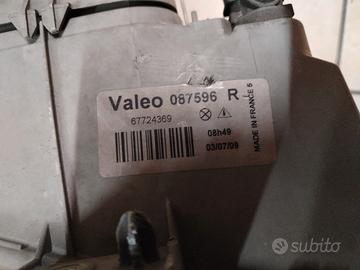 Valeo 087596 R
67724369
08h49
03/07/09
MADE IN FRANCE 5
subito